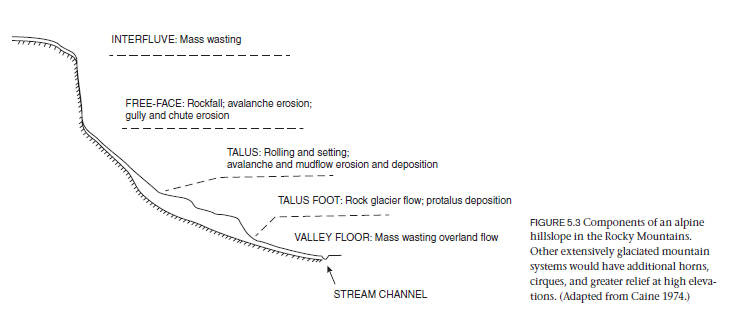 INTERFLUVE: Mass wasting
FREE-FACE: Rockfall; avalanche erosion;
gully and chute erosion
TALUS: Rolling and setting;
avalanche and mudflow erosion and deposition
TALUS FOOT: Rock glacier flow; protalus deposition
VALLEY FLOOR: Mass wasting overland flow
STREAM CHANNEL
FIGURE 5.3 Components of an alpine
hillslope in the Rocky Mountains.
Other extensively glaciated mountain
systems would have additional horns,
cirques, and greater relief at high eleva-
tions. (Adapted from Caine 1974.)